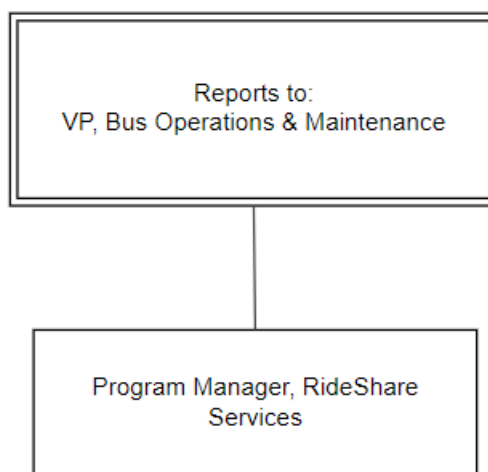 Reports to:
VP, Bus Operations & Maintenance
Program Manager, RideShare
Services